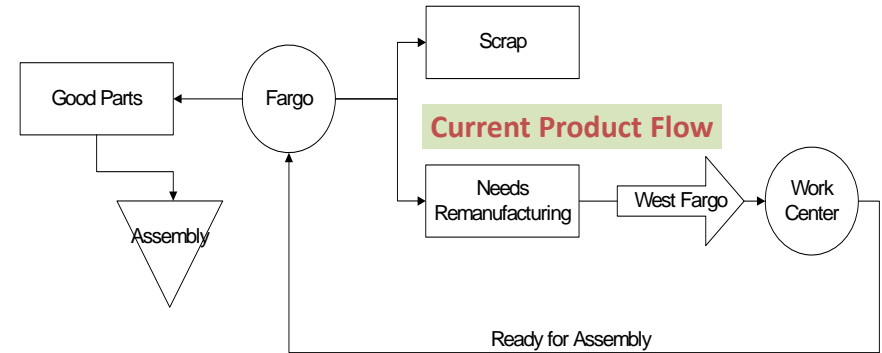 Scrap
Good Parts
Fargo
Current Product Flow
Needs
Remanufacturing
West Fargo
Work
Center
Assembly
Ready for Assembly